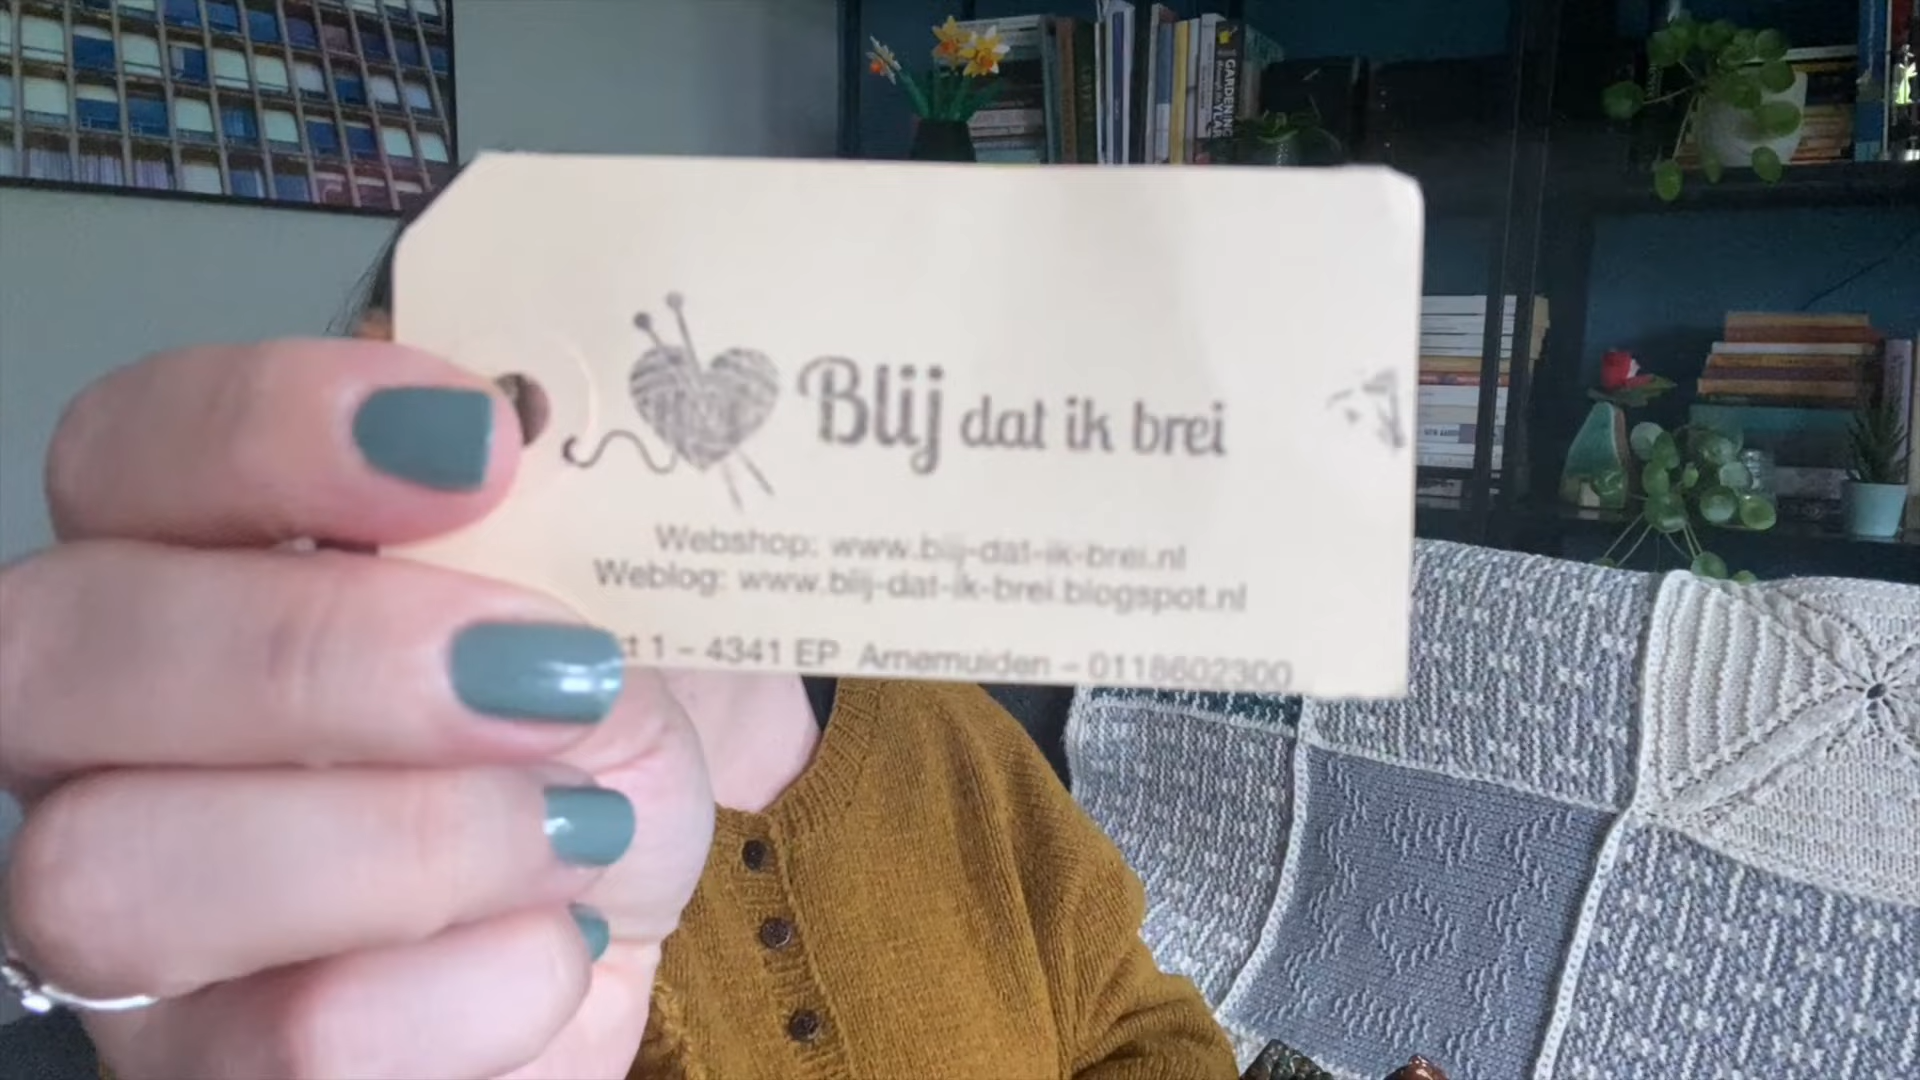 GARDENING
Blij dat ik brei
Webshop: www.blij-dat-ik-brei.nl
Weblog: www.blij-dat-ik-brei.blogspot.nl
1 – 4341 EP Arnemuiden – 0118602300